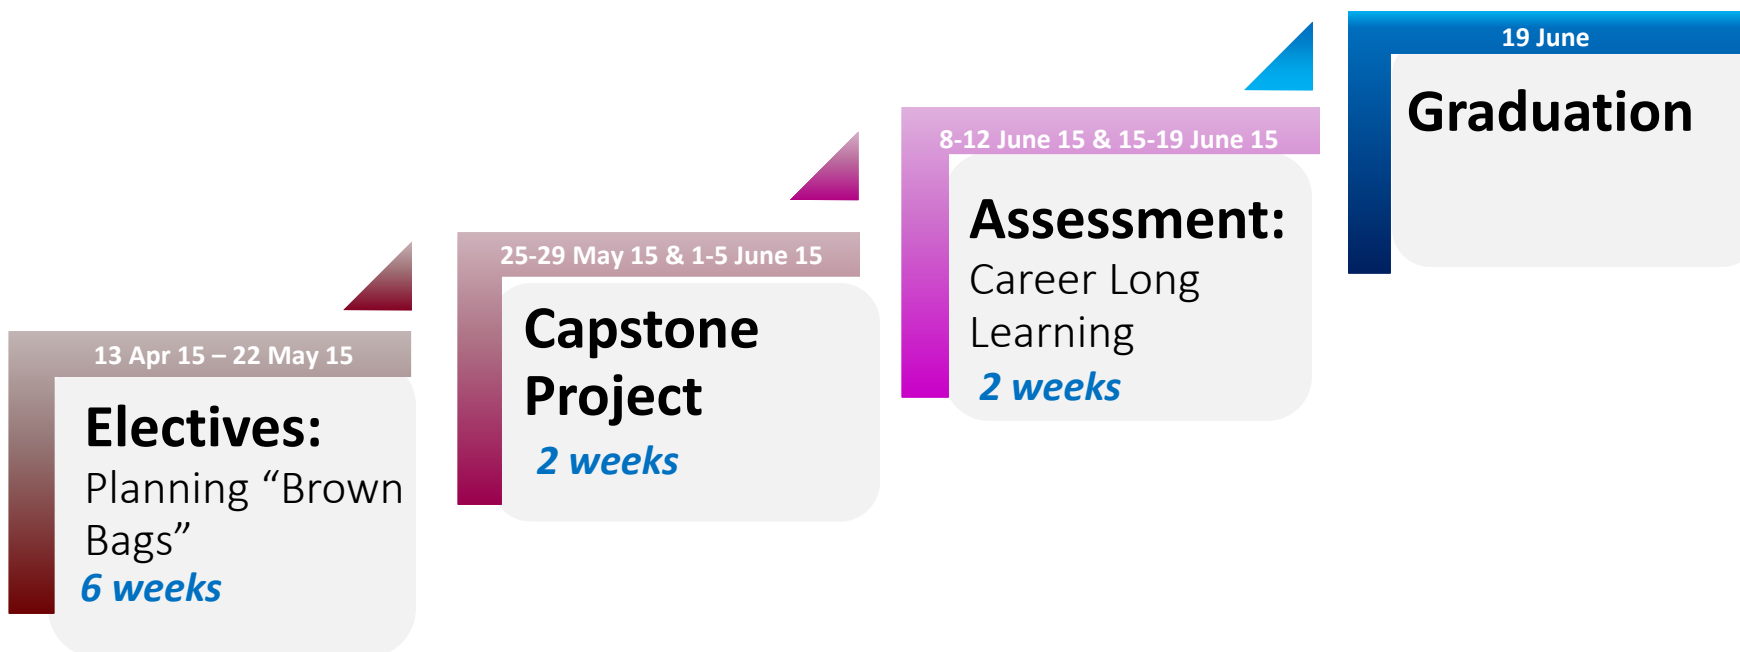 13 Apr 15 – 22 May 15
Electives:
Planning “Brown
Bags”
6 weeks
25-29 May 15 & 1-5 June 15
Capstone
Project
2 weeks
8-12 June 15 & 15-19 June 15
Assessment:
Career Long
Learning
2 weeks
19 June
Graduation